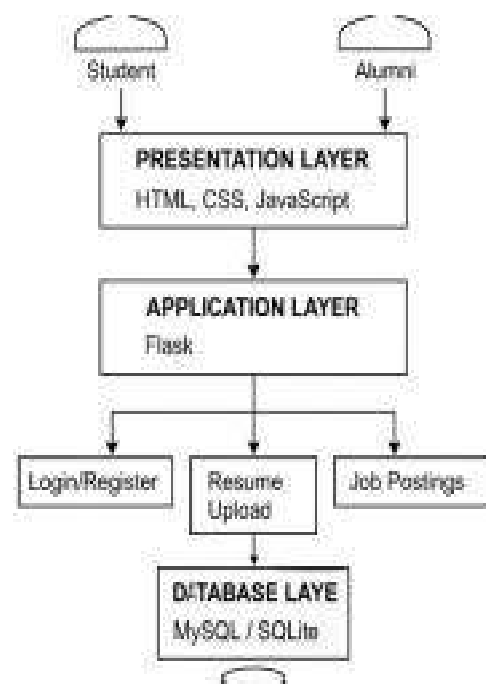 Student
Alumni
PRESENTATION LAYER
HTML, CSS, JavaScript
APPLICATION LAYER
Flask
Login/Register
Resume
Upload
Job Postings
DATABASE LAYE
MySQL / SQLite